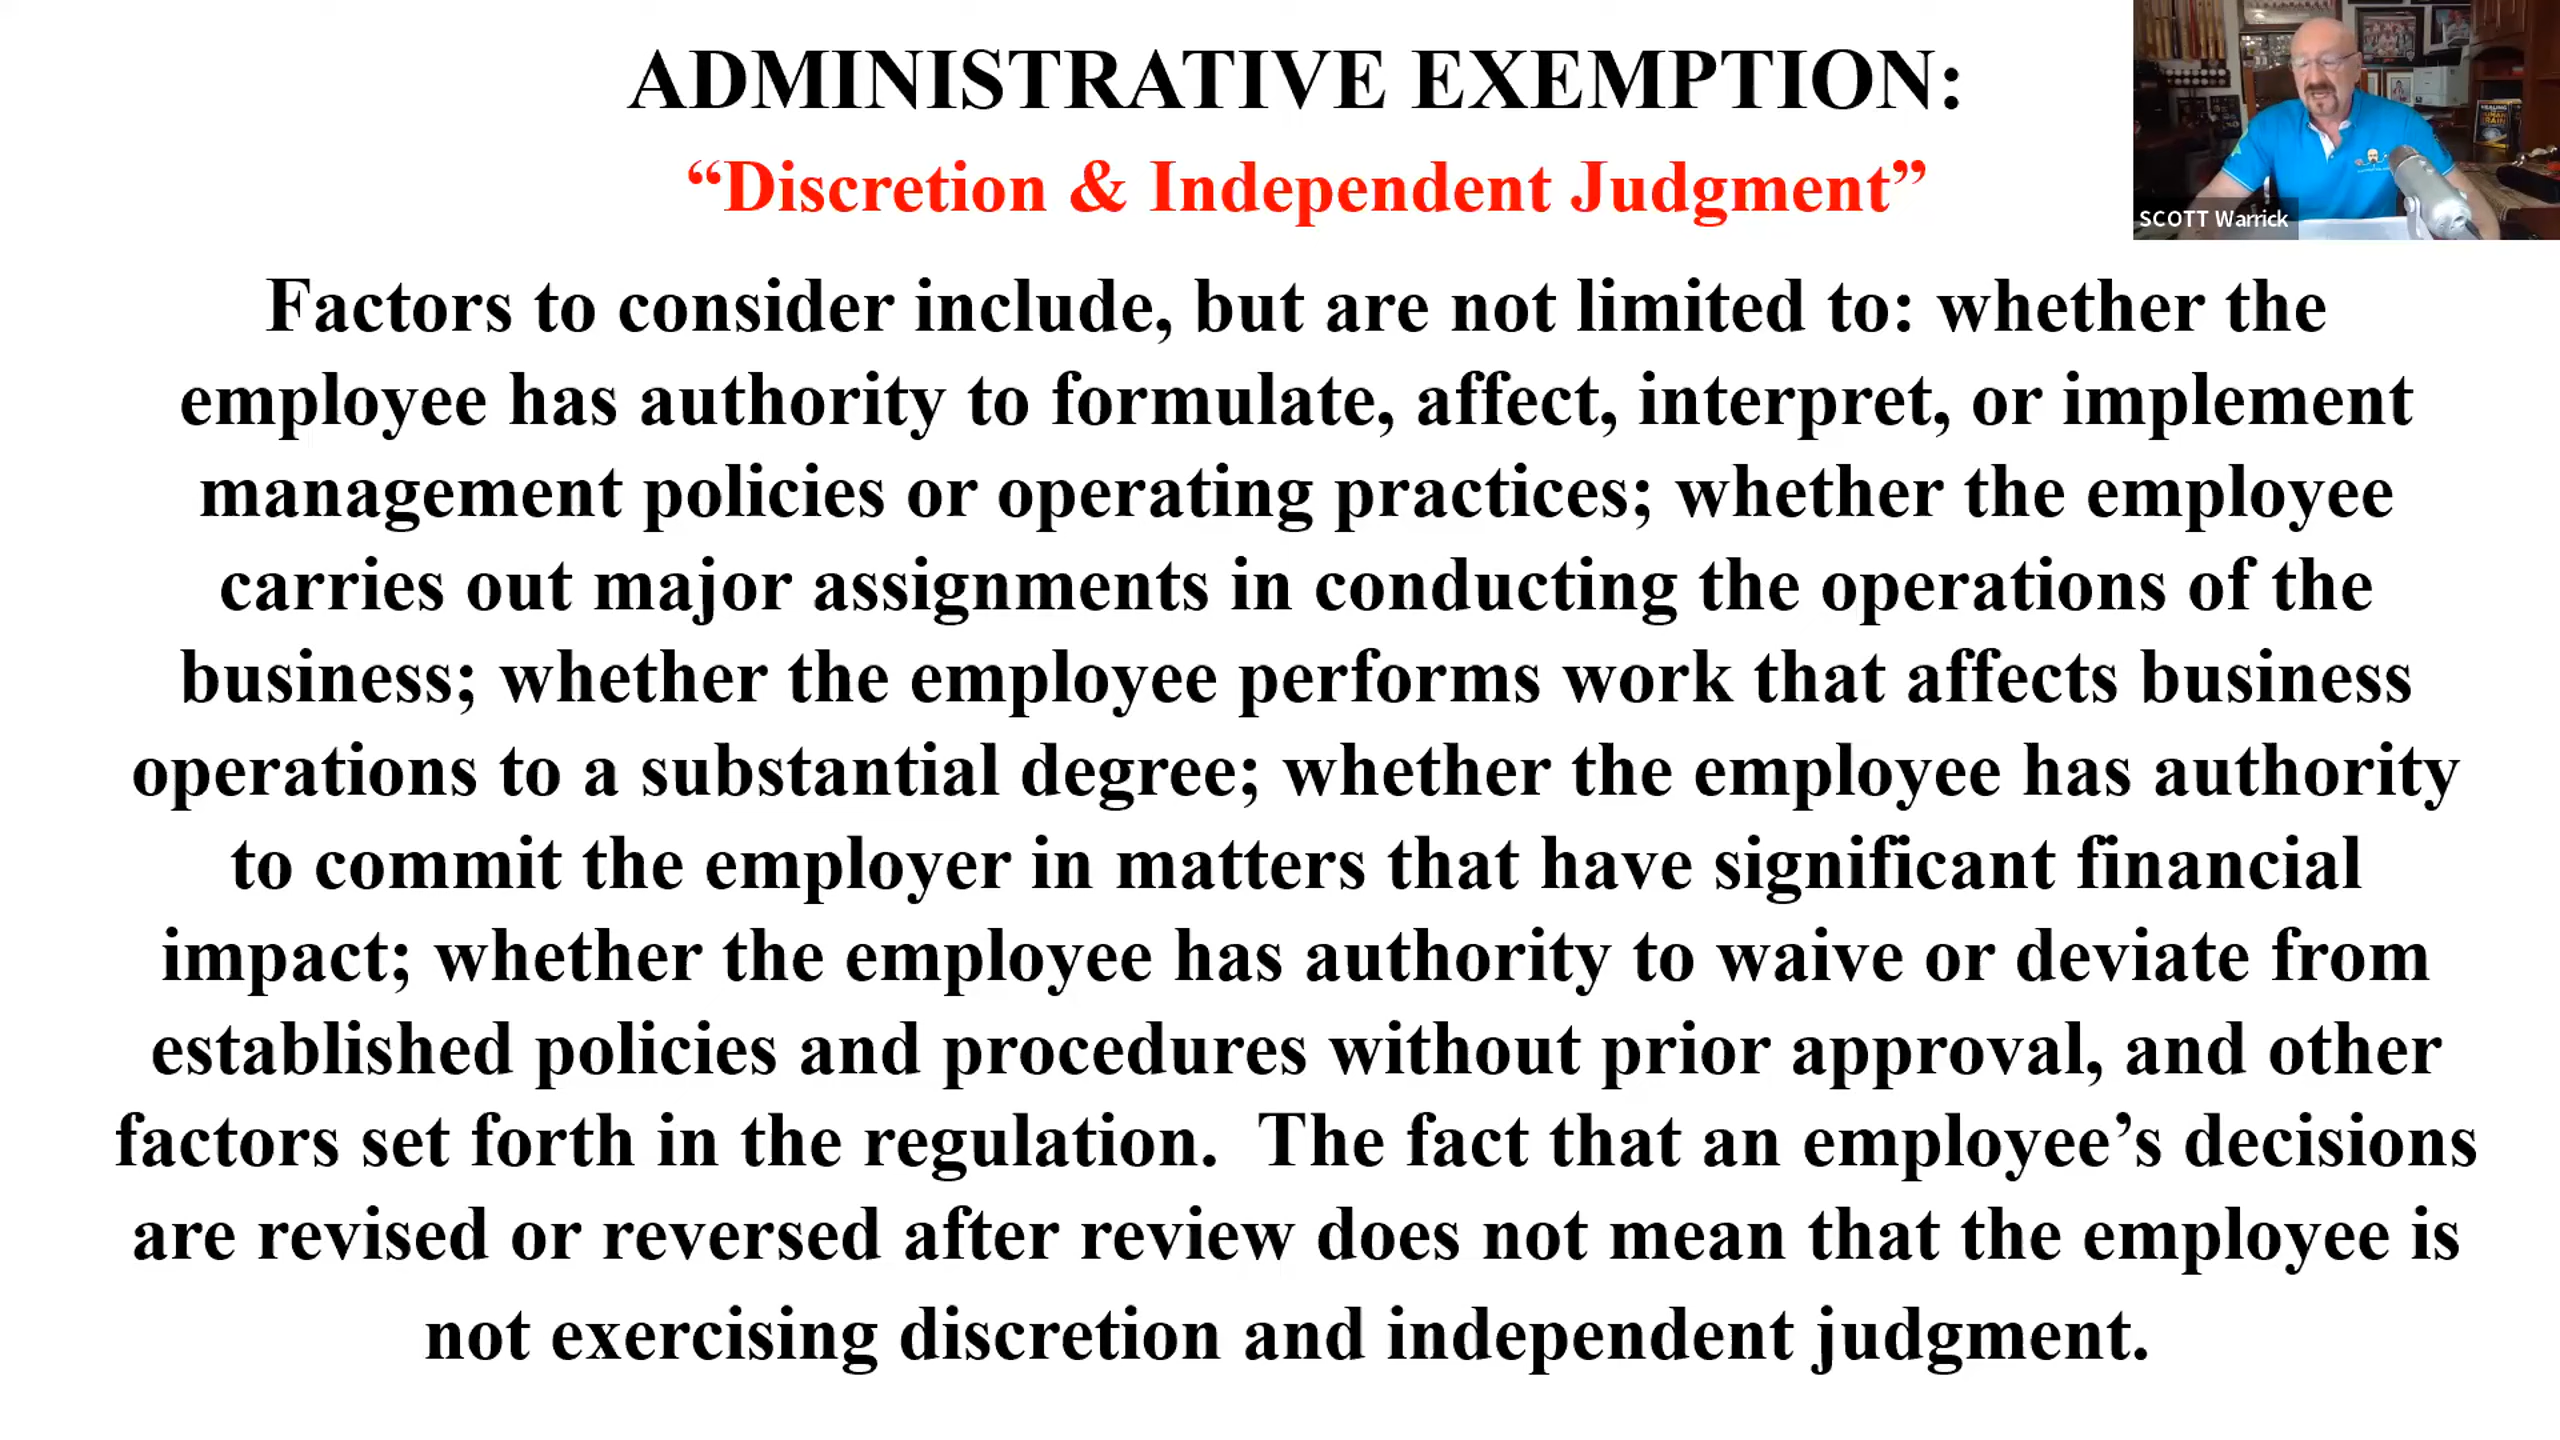 ADMINISTRATIVE EXEMPTION:
“Discretion & Independent Judgment”
SCOTT Warrick
Factors to consider include, but are not limited to: whether the
employee has authority to formulate, affect, interpret, or implement
management policies or operating practices; whether the employee
carries out major assignments in conducting the operations of the
business; whether the employee performs work that affects business
operations to a substantial degree; whether the employee has authority
to commit the employer in matters that have significant financial
impact; whether the employee has authority to waive or deviate from
established policies and procedures without prior approval, and other
factors set forth in the regulation.  The fact that an employee’s decisions
are revised or reversed after review does not mean that the employee is
not exercising discretion and independent judgment.